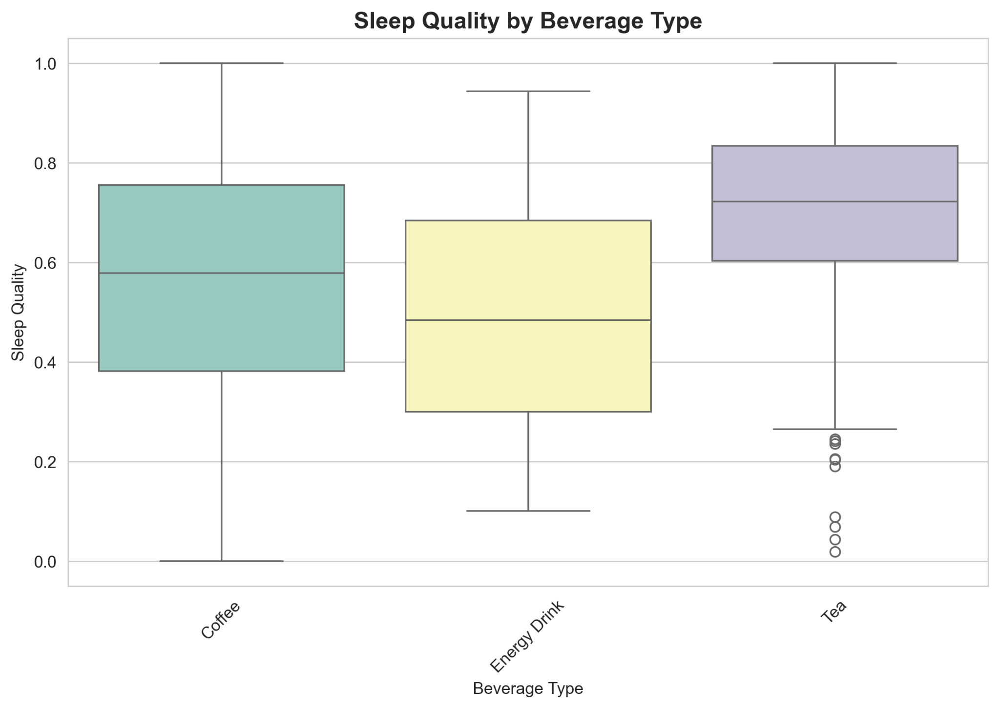 Sleep Quality by Beverage Type
Sleep Quality
1.0
0.8
0.6
0.4
0.2
0.0
Coffee
Energy Drink
Tea
Beverage Type